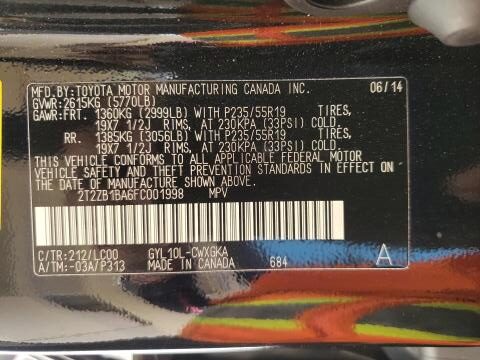 MFD.BY:TOYOTA MOTOR MANUFACTURING CANADA INC. 06/14
GVWR:2615KG (5770LB)
GAWR:FRT. 1360KG (2999LB) WITH P235/55R19 TIRES,
19X7 1/2J RIMS, AT 230KPA (33PSI) COLD.
RR. 1385KG (3056LB) WITH P235/55R19 TIRES,
19X7 1/2J RIMS, AT 230KPA (33PSI) COLD.
THIS VEHICLE CONFORMS TO ALL APPLICABLE FEDERAL MOTOR
VEHICLE SAFETY AND THEFT PREVENTION STANDARDS IN EFFECT
ON THE DATE OF MANUFACTURE SHOWN ABOVE.
2T2ZB1BA6FC001998 MPV
C/TR:212/LC00 GYL10L-CWXGKA
A/TM:-03A/P313 MADE IN CANADA 684 A